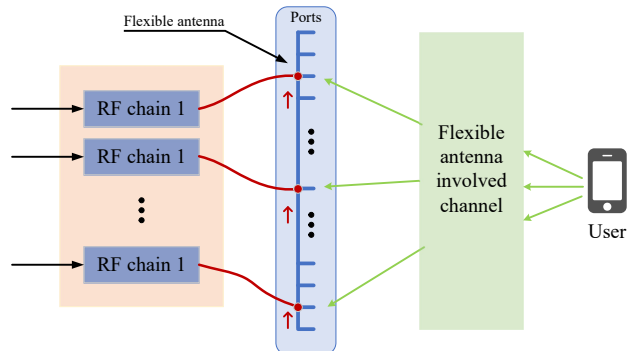 Flexible antenna
Ports
RF chain 1
RF chain 1
RF chain 1
Flexible
antenna
involved
channel
User